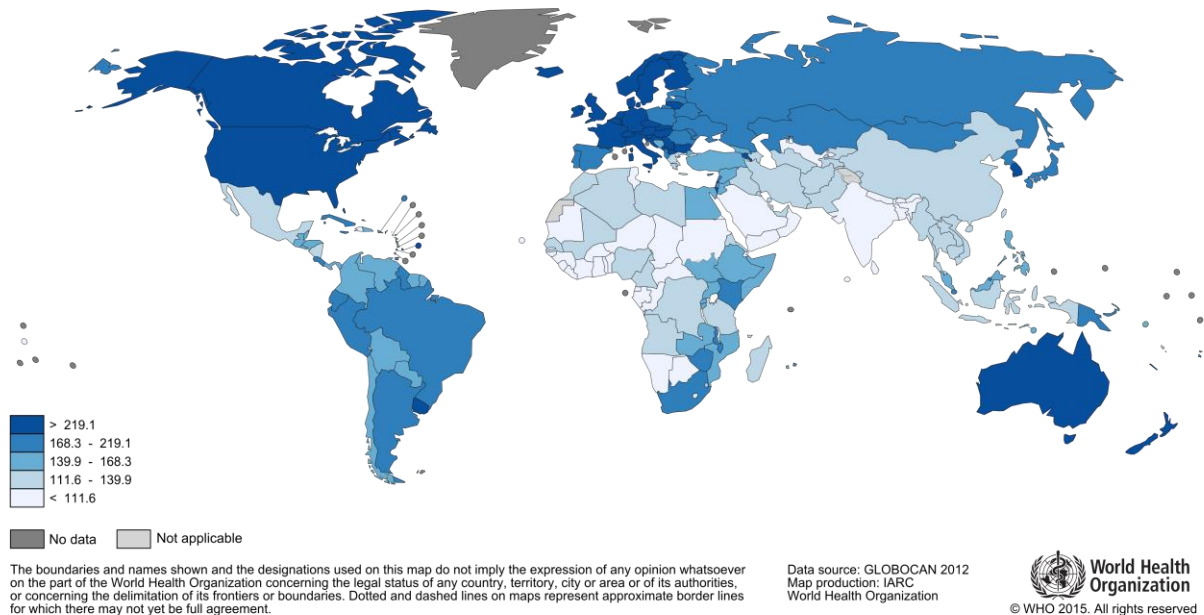 > 219.1
168.3 - 219.1
139.9 - 168.3
111.6 - 139.9
< 111.6
No data
Not applicable
The boundaries and names shown and the designations used on this map do not imply the expression of any opinion whatsoever
on the part of the World Health Organization concerning the legal status of any country, territory, city or area or of its authorities,
or concerning the delimitation of its frontiers or boundaries. Dotted and dashed lines on maps represent approximate border lines
for which there may not yet be full agreement.
Data source: GLOBOCAN 2012
Map production: IARC
World Health Organization
World Health
Organization
© WHO 2015. All rights reserved